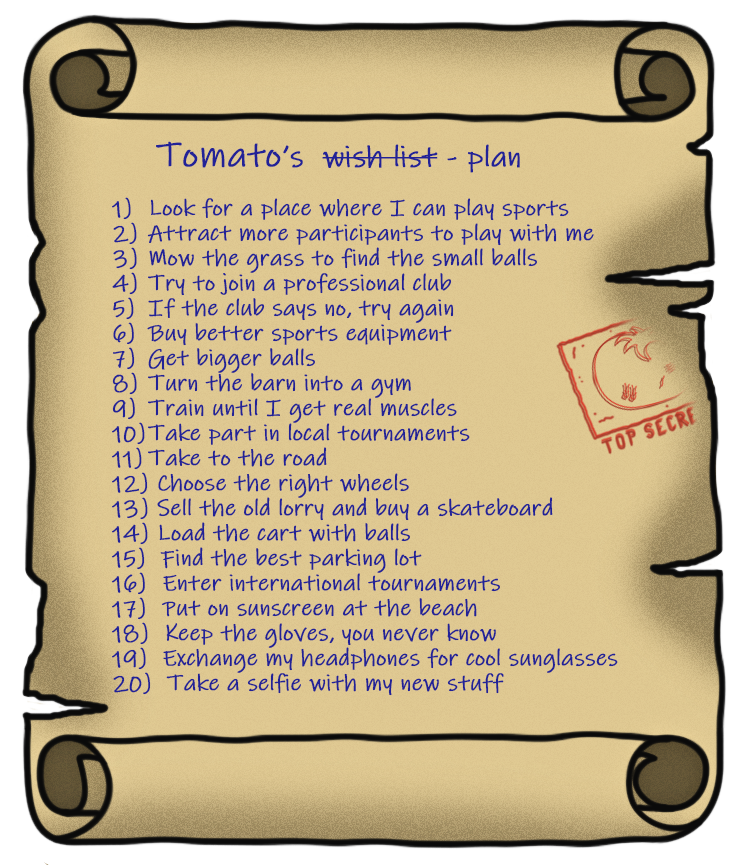 Tomato's wish list - plan
1) Look for a place where I can play sports
2) Attract more participants to play with me
3) Mow the grass to find the small balls
4) Try to join a professional club
5) If the club says no, try again
6) Buy better sports equipment
7) Get bigger balls
8) Turn the barn into a gym
9) Train until I get real muscles
10) Take part in local tournaments
11) Take to the road
12) Choose the right wheels
13) Sell the old lorry and buy a skateboard
14) Load the cart with balls
15) Find the best parking lot
16) Enter international tournaments
17) Put on sunscreen at the beach
18) Keep the gloves, you never know
19) Exchange my headphones for cool sunglasses
20) Take a selfie with my new stuff
TOP SECRE